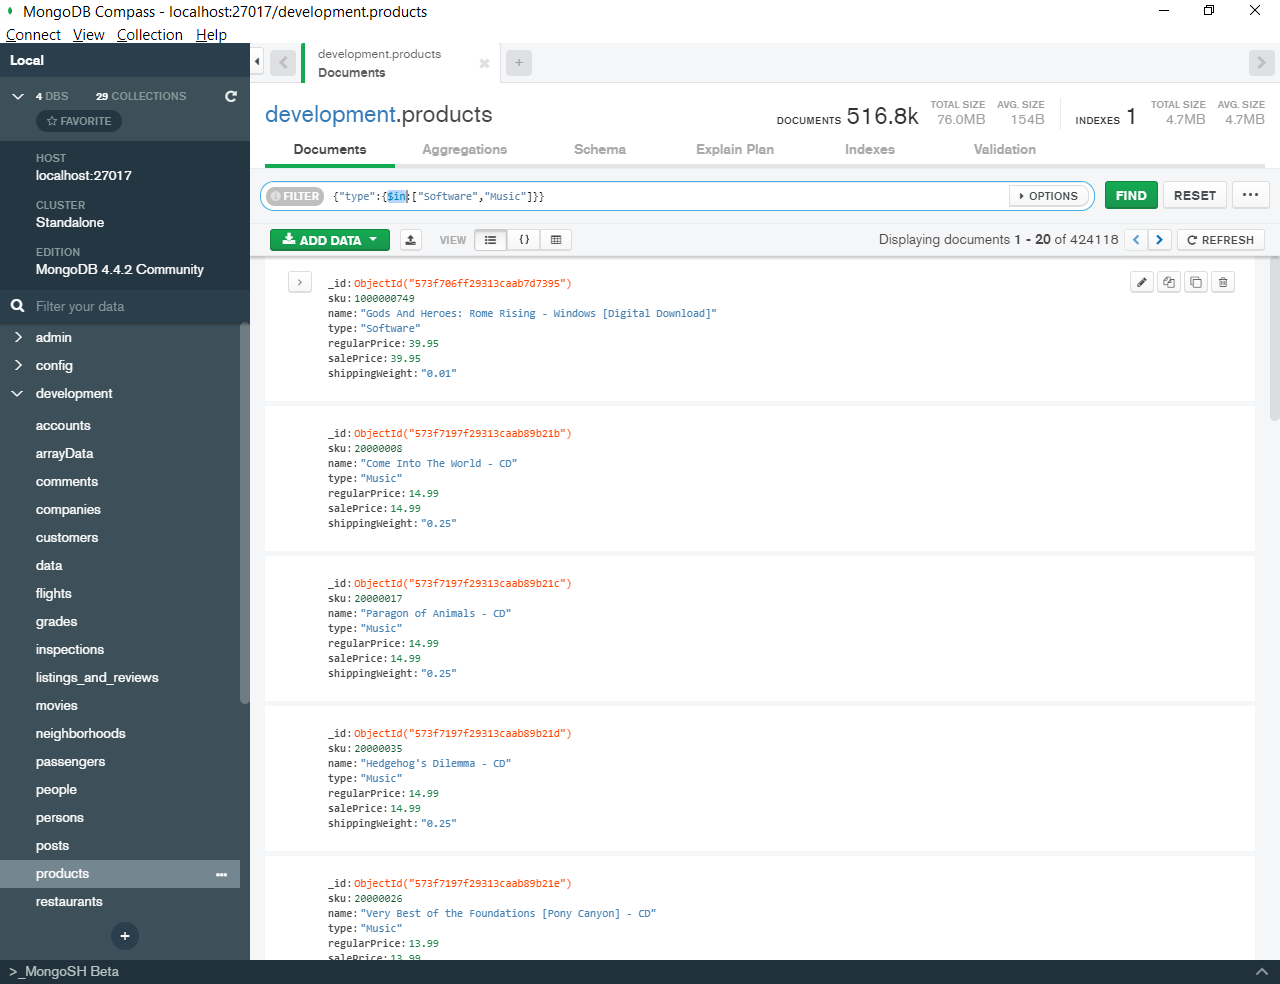 MongoDB Compass - localhost:27017/development.products
Connect View Collection Help
Local
4 DBS 29 COLLECTIONS
FAVORITE
HOST
localhost:27017
CLUSTER
Standalone
EDITION
MongoDB 4.4.2 Community
Filter your data
admin
config
development
accounts
arrayData
comments
companies
customers
data
flights
grades
inspections
listings_and_reviews
movies
neighborhoods
passengers
people
persons
posts
products
restaurants
development.products
Documents
development.products
DOCUMENTS 516.8k TOTAL SIZE 76.0MB AVG. SIZE 154B INDEXES 1 TOTAL SIZE 4.7MB AVG. SIZE 4.7MB
Documents Aggregations Schema Explain Plan Indexes Validation
FILTER {"type":{$in:["Software","Music"]}} OPTIONS FIND RESET
ADD DATA VIEW {} Displaying documents 1 - 20 of 424118 REFRESH
_id: ObjectId("573f706ff29313caab7d7395")
sku: 1000000749
name: "Gods And Heroes: Rome Rising - Windows [Digital Download]"
type: "Software"
regularPrice: 39.95
salePrice: 39.95
shippingWeight: "0.01"
_id: ObjectId("573f7197f29313caab89b21b")
sku: 20000008
name: "Come Into The World - CD"
type: "Music"
regularPrice: 14.99
salePrice: 14.99
shippingWeight: "0.25"
_id: ObjectId("573f7197f29313caab89b21c")
sku: 20000017
name: "Paragon of Animals - CD"
type: "Music"
regularPrice: 14.99
salePrice: 14.99
shippingWeight: "0.25"
_id: ObjectId("573f7197f29313caab89b21d")
sku: 20000035
name: "Hedgehog's Dilemma - CD"
type: "Music"
regularPrice: 14.99
salePrice: 14.99
shippingWeight: "0.25"
_id: ObjectId("573f7197f29313caab89b21e")
sku: 20000026
name: "Very Best of the Foundations [Pony Canyon] - CD"
type: "Music"
regularPrice: 13.99
salePrice: 13.99
>_MongoSH Beta